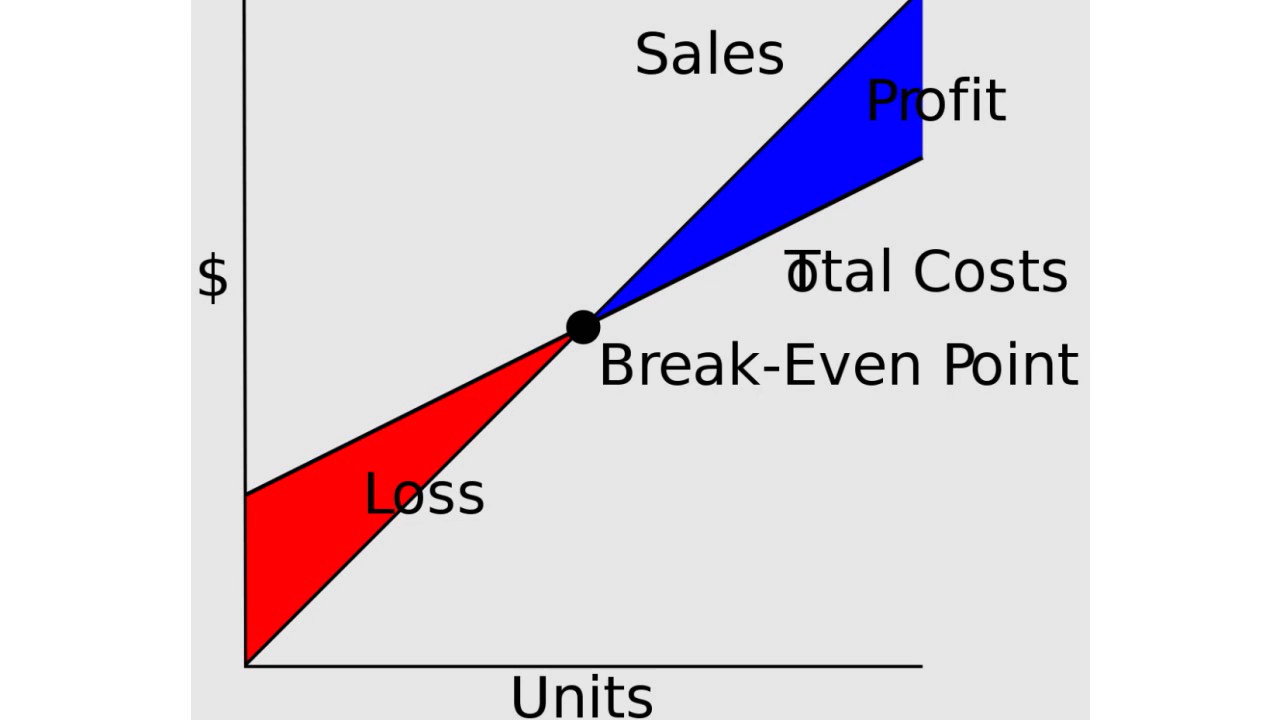 Sales
Profit
$
Total Costs
Break-Even Point
Loss
Units